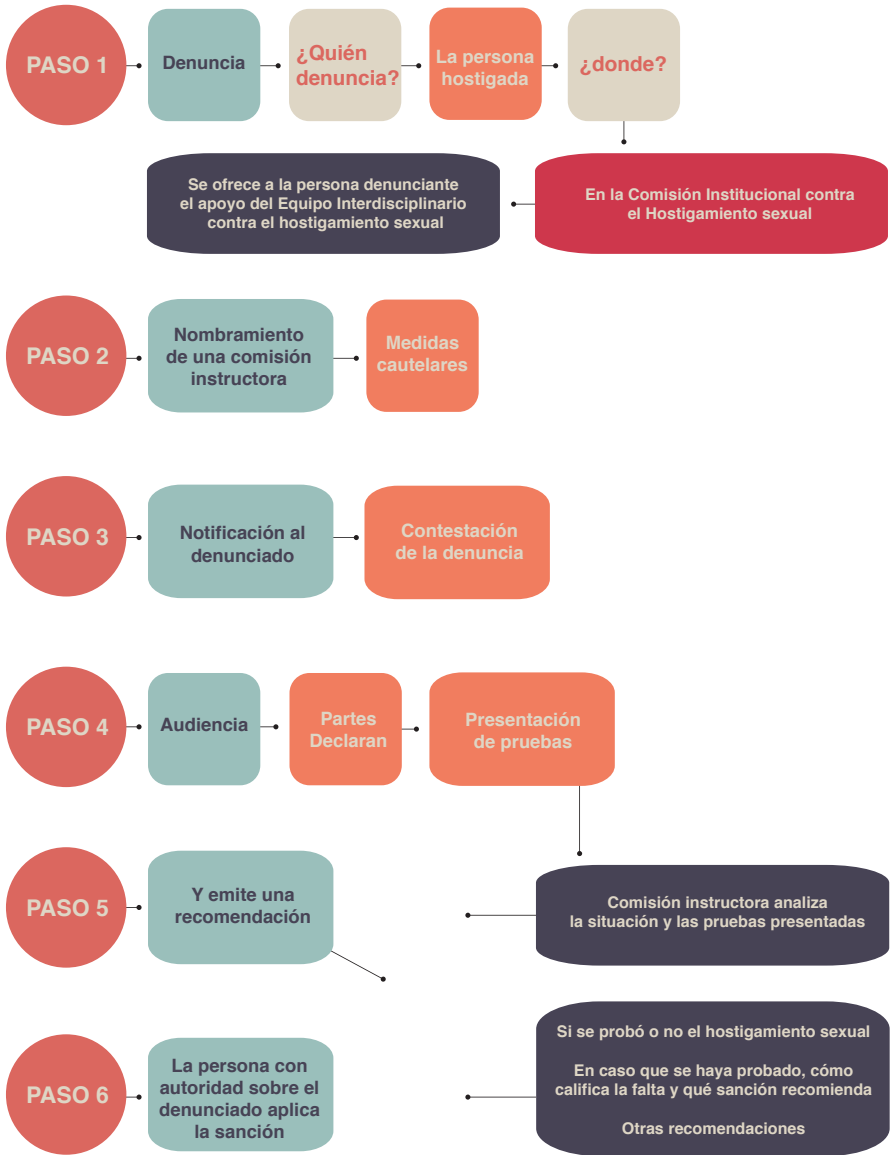 PASO 1
Denuncia
¿Quién
denuncia?
La persona
hostigada
¿donde?
En la Comisión Institucional contra
el Hostigamiento sexual
Se ofrece a la persona denunciante
el apoyo del Equipo Interdisciplinario
contra el hostigamiento sexual
PASO 2
Nombramiento
de una comisión
instructora
Medidas
cautelares
PASO 3
Notificación al
denunciado
Contestación
de la denuncia
PASO 4
Audiencia
Partes
Declaran
Presentación
de pruebas
PASO 5
Y emite una
recomendación
Comisión instructora analiza
la situación y las pruebas presentadas
PASO 6
La persona con
autoridad sobre el
denunciado aplica
la sanción
Si se probó o no el hostigamiento sexual
En caso que se haya probado, cómo
califica la falta y qué sanción recomienda
Otras recomendaciones